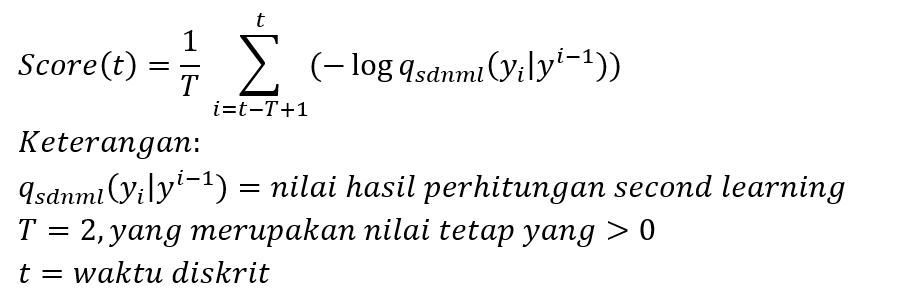 Score(t) = \frac{1}{T} \sum_{i=t-T+1}^{t} (-\log q_{sdnml}(y_i|y^{i-1}))
Keterangan:
q_{sdnml}(y_i|y^{i-1}) = nilai hasil perhitungan second learning
T = 2, yang merupakan nilai tetap yang > 0
t = waktu diskrit